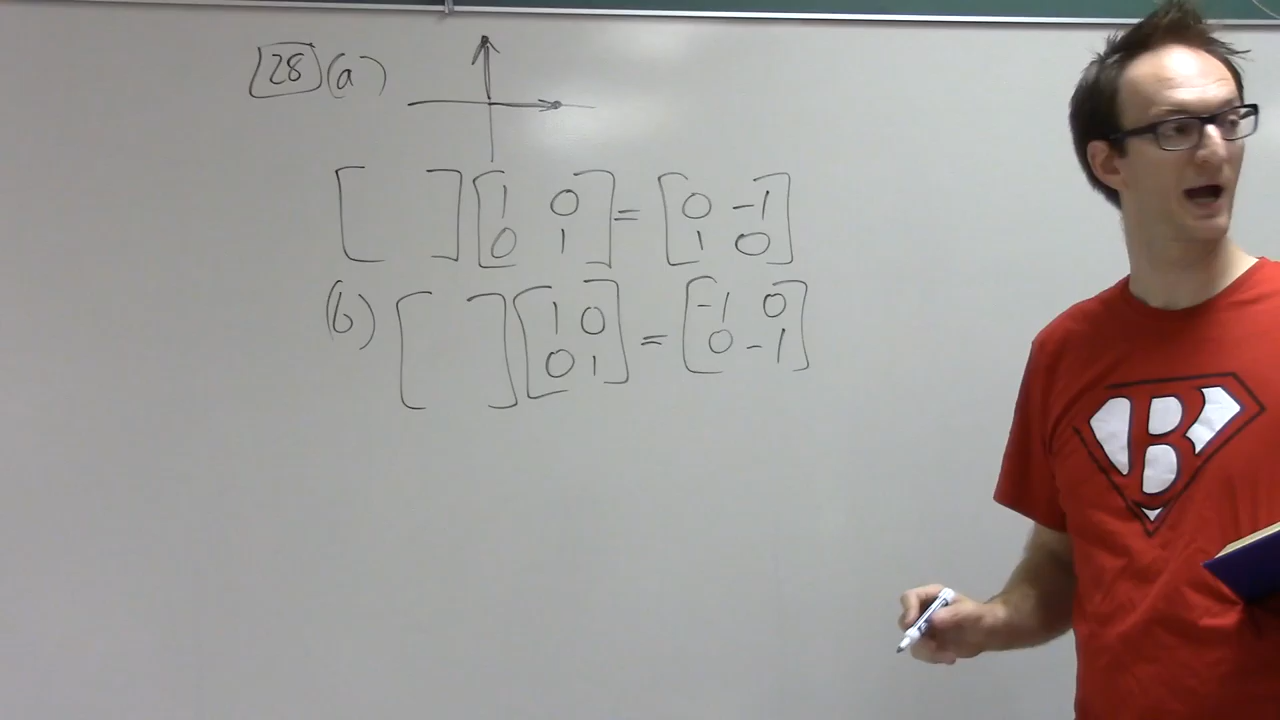 28 (a)
[ ] [1 0 = [0 -1
0 1] 1 0]
(b) [ ] [1 0 = [-1 0
0 1] 0 -1]
B